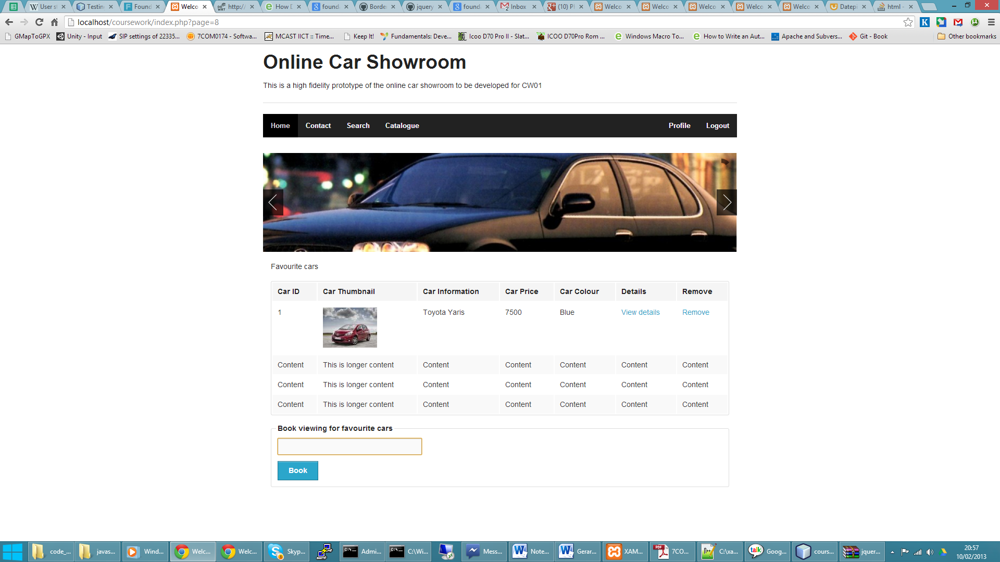 User st
Testin
Found
Welco
http:/
How D
found
Borde
jquery
found
Inbox
(10) Pl
Welco
Welco
Welco
Welco
Welco
Datepi
html -
localhost/coursework/index.php?page=8
GMapToGPX
Unity - Input
SIP settings of 22335...
7COM0174 - Softwa...
MCAST IICT :: Time...
Keep It!
Fundamentals: Deve...
Icoo D70 Pro II - Slat...
ICOO D70Pro Rom ...
Windows Macro To...
How to Write an Aut...
Apache and Subvers...
Git - Book
Other bookmarks
Online Car Showroom
This is a high fidelity prototype of the online car showroom to be developed for CW01
Home Contact Search Catalogue Profile Logout
Favourite cars
Car ID Car Thumbnail Car Information Car Price Car Colour Details Remove
1 Toyota Yaris 7500 Blue View details Remove
Content This is longer content Content Content Content Content Content
Content This is longer content Content Content Content Content Content
Content This is longer content Content Content Content Content Content
Book viewing for favourite cars
Book
code_...
javas...
Wind...
Welc...
Welc...
Skyp...
Admi...
C:\Wi...
Mess...
Note...
Gerar...
XAM...
7CO...
C:\xa...
Goog...
cours...
jquer...
20:57
10/02/2013